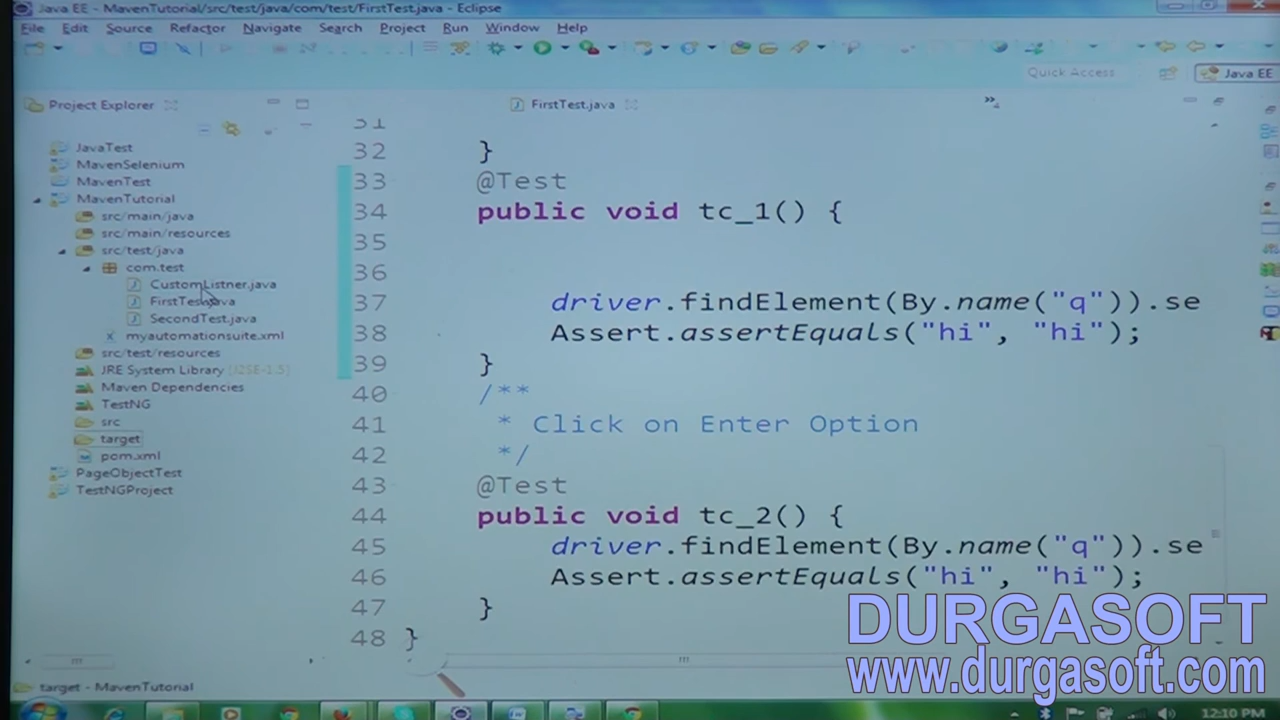 Java EE - MavenTutorial/src/test/java/com/test/FirstTest.java - Eclipse
File Edit Source Refactor Navigate Search Project Run Window Help
Quick Access
Java EE
Project Explorer
FirstTest.java
JavaTest
MavenSelenium
MavenTest
MavenTutorial
src/main/java
src/main/resources
src/test/java
com.test
CustomListner.java
FirstTest.java
SecondTest.java
myautomationsuite.xml
src/test/resources
JRE System Library [J2SE-1.5]
Maven Dependencies
TestNG
src
target
pom.xml
PageObjectTest
TestNGProject
31
32 }
33 @Test
34 public void tc_1() {
35
36
37 driver.findElement(By.name("q")).se
38 Assert.assertEquals("hi", "hi");
39 }
40 /**
41 * Click on Enter Option
42 */
43 @Test
44 public void tc_2() {
45 driver.findElement(By.name("q")).se
46 Assert.assertEquals("hi", "hi");
47 }
48 }
target - MavenTutorial
12:10 PM
DURGASOFT
www.durgasoft.com